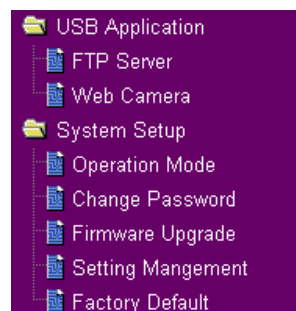 USB Application
FTP Server
Web Camera
System Setup
Operation Mode
Change Password
Firmware Upgrade
Setting Mangement
Factory Default